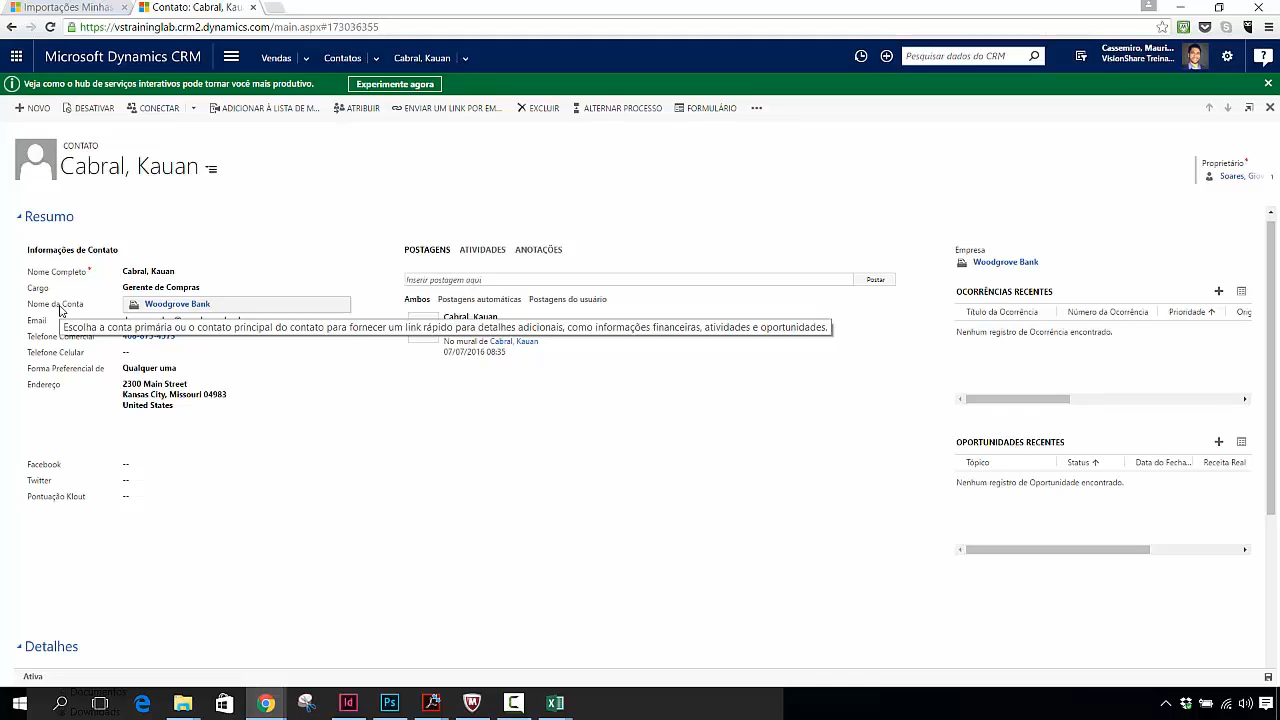 Importações Minhas
Contato: Cabral, Kau
https://vstraininglab.crm2.dynamics.com/main.aspx#173036355
Microsoft Dynamics CRM
Vendas
Contatos
Cabral, Kauan
Pesquisar dados do CRM
Cassemiro, Mauri...
VisionShare Treina...
Veja como o hub de serviços interativos pode tornar você mais produtivo.
Experimente agora
NOVO
DESATIVAR
CONECTAR
ADICIONAR À LISTA DE M...
ATRIBUIR
ENVIAR UM LINK POR EM...
EXCLUIR
ALTERNAR PROCESSO
FORMULÁRIO
CONTATO
Cabral, Kauan
Proprietário*
Soares, Gio
Resumo
Informações de Contato
Nome Completo* Cabral, Kauan
Cargo Gerente de Compras
Nome da Conta Woodgrove Bank
Email
Escolha a conta primária ou o contato principal do contato para fornecer um link rápido para detalhes adicionais, como informações financeiras, atividades e oportunidades.
Telefone Comercial
Telefone Celular --
Forma Preferencial de Qualquer uma
Endereço 2300 Main Street
Kansas City, Missouri 04983
United States
Facebook --
Twitter --
Pontuação Klout --
POSTAGENS ATIVIDADES ANOTAÇÕES
Inserir postagem aqui
Postar
Ambos Postagens automáticas Postagens do usuário
Cabral, Kauan
No mural de Cabral, Kauan
07/07/2016 08:35
Empresa
Woodgrove Bank
OCORRÊNCIAS RECENTES
Título da Ocorrência Número da Ocorrência Prioridade Orig
Nenhum registro de Ocorrência encontrado.
OPORTUNIDADES RECENTES
Tópico Status Data do Fecha... Receita Real
Nenhum registro de Oportunidade encontrado.
Detalhes
Ativa
Documentos
Downloads